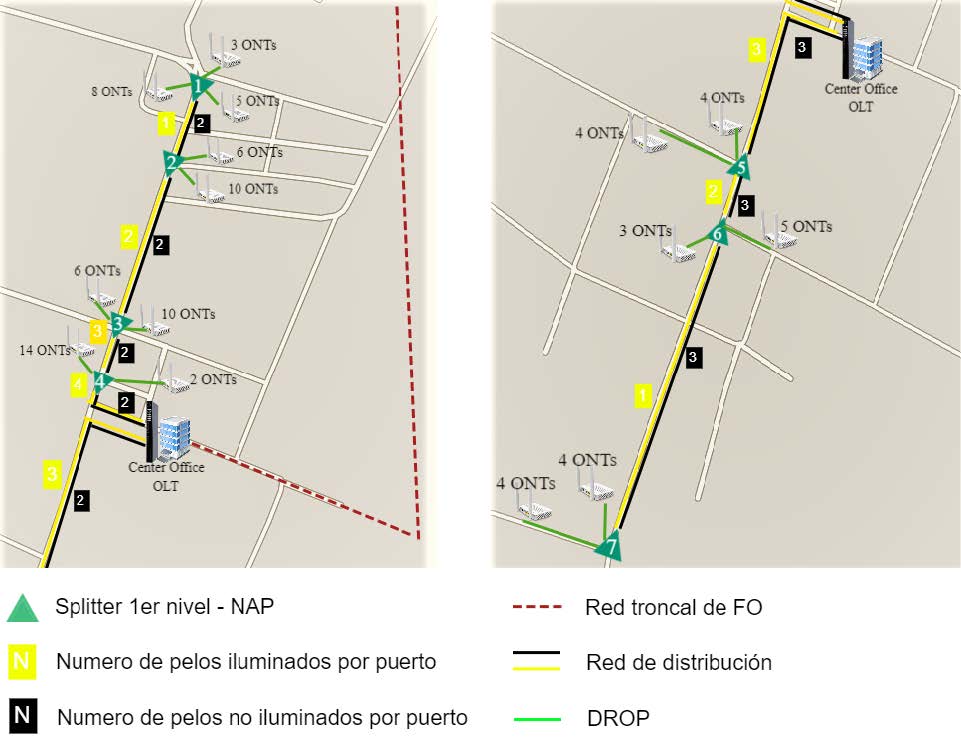 3 ONTs
1
8 ONTs
5 ONTs
1
2
2
6 ONTs
10 ONTs
2
2
6 ONTs
3
10 ONTs
3
2
14 ONTs
4
4
2 ONTs
2
Center Office
OLT
3
2
3
3
Center Office
OLT
4 ONTs
4 ONTs
5
2
3
6
3 ONTs
5 ONTs
3
1
4 ONTs
4 ONTs
7
Splitter 1er nivel - NAP
Red troncal de FO
N
Numero de pelos iluminados por puerto
Red de distribución
N
Numero de pelos no iluminados por puerto
DROP